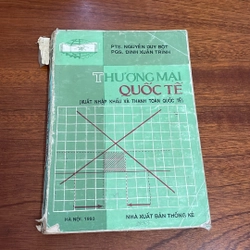 PTS. NGUYỄN DUY BỘT
PGS. ĐINH XUÂN TRÌNH
THƯƠNG MẠI
QUỐC TẾ
(XUẤT NHẬP KHẨU VÀ THANH TOÁN QUỐC TẾ)
HÀ NỘI 1993
NHÀ XUẤT BẢN THỐNG KÊ